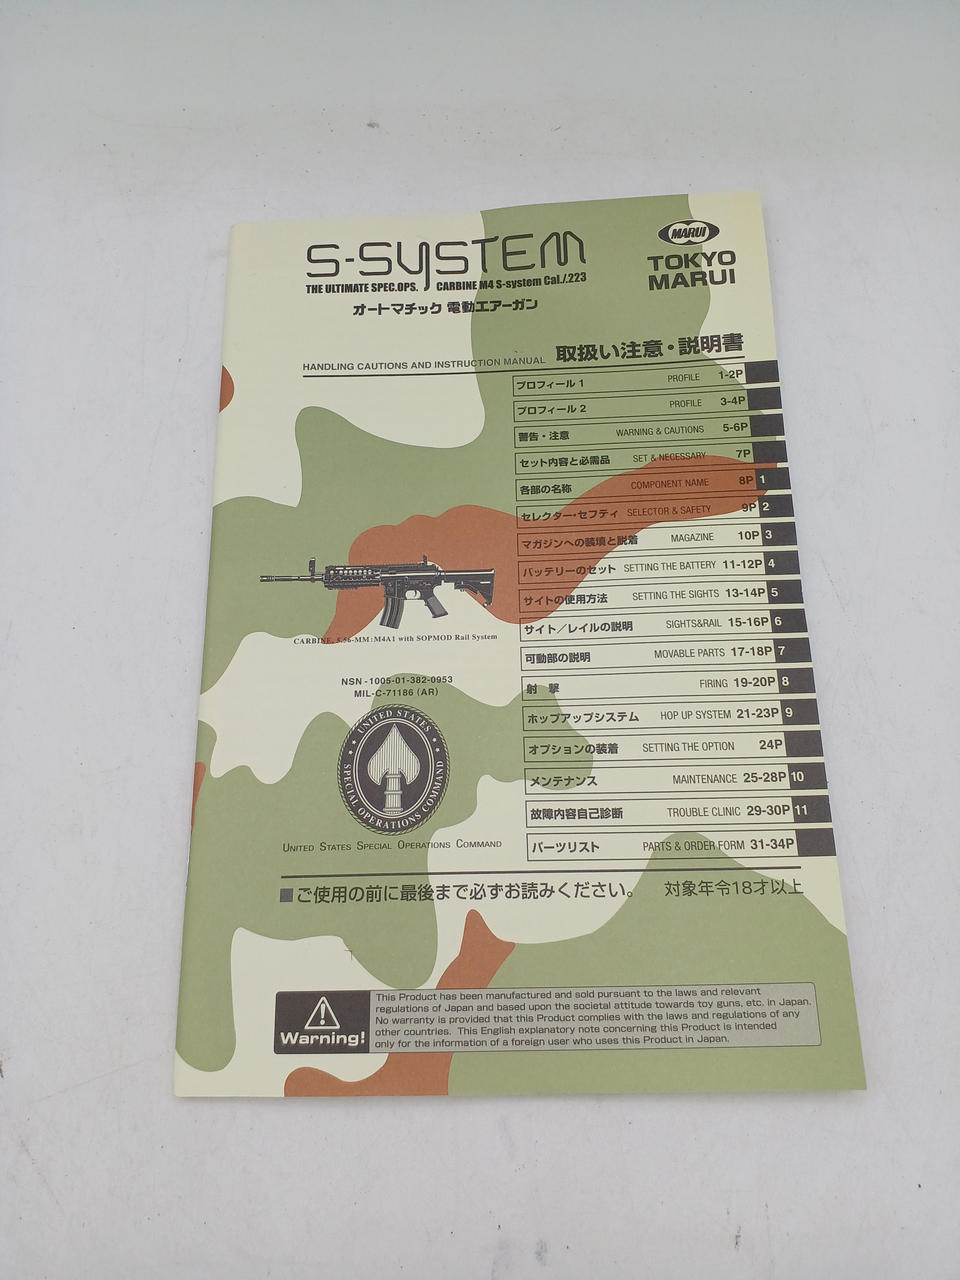 S-SYSTEM
THE ULTIMATE SPEC.OPS. CARBINE M4 S-system Cal./.223
オートマチック 電動エアーガン
MARUI
TOKYO
MARUI
HANDLING CAUTIONS AND INSTRUCTION MANUAL 取扱い注意・説明書
プロフィール 1 PROFILE 1-2P
プロフィール 2 PROFILE 3-4P
警告・注意 WARNING & CAUTIONS 5-6P
セット内容と必需品 SET & NECESSARY 7P
各部の名称 COMPONENT NAME 8P 1
セレクター・セフティ SELECTOR & SAFETY 9P 2
マガジンへの装填と脱着 MAGAZINE 10P 3
バッテリーのセット SETTING THE BATTERY 11-12P 4
サイトの使用方法 SETTING THE SIGHTS 13-14P 5
サイト／レイルの説明 SIGHTS&RAIL 15-16P 6
可動部の説明 MOVABLE PARTS 17-18P 7
射 撃 FIRING 19-20P 8
ホップアップシステム HOP UP SYSTEM 21-23P 9
オプションの装着 SETTING THE OPTION 24P
メンテナンス MAINTENANCE 25-28P 10
故障内容自己診断 TROUBLE CLINIC 29-30P 11
パーツリスト PARTS & ORDER FORM 31-34P
CARBINE, 5.56-MM:M4A1 with SOPMOD Rail System
NSN-1005-01-382-0953
MIL-C-71186 (AR)
UNITED STATES
SPECIAL OPERATIONS COMMAND
UNITED STATES SPECIAL OPERATIONS COMMAND
■ご使用の前に最後まで必ずお読みください。 対象年令18才以上
Warning!
This Product has been manufactured and sold pursuant to the laws and relevant
regulations of Japan and based upon the societal attitude towards toy guns, etc. in Japan.
No warranty is provided that this Product complies with the laws and regulations of any
other countries. This English explanatory note concerning this Product is intended
only for the information of a foreign user who uses this Product in Japan.